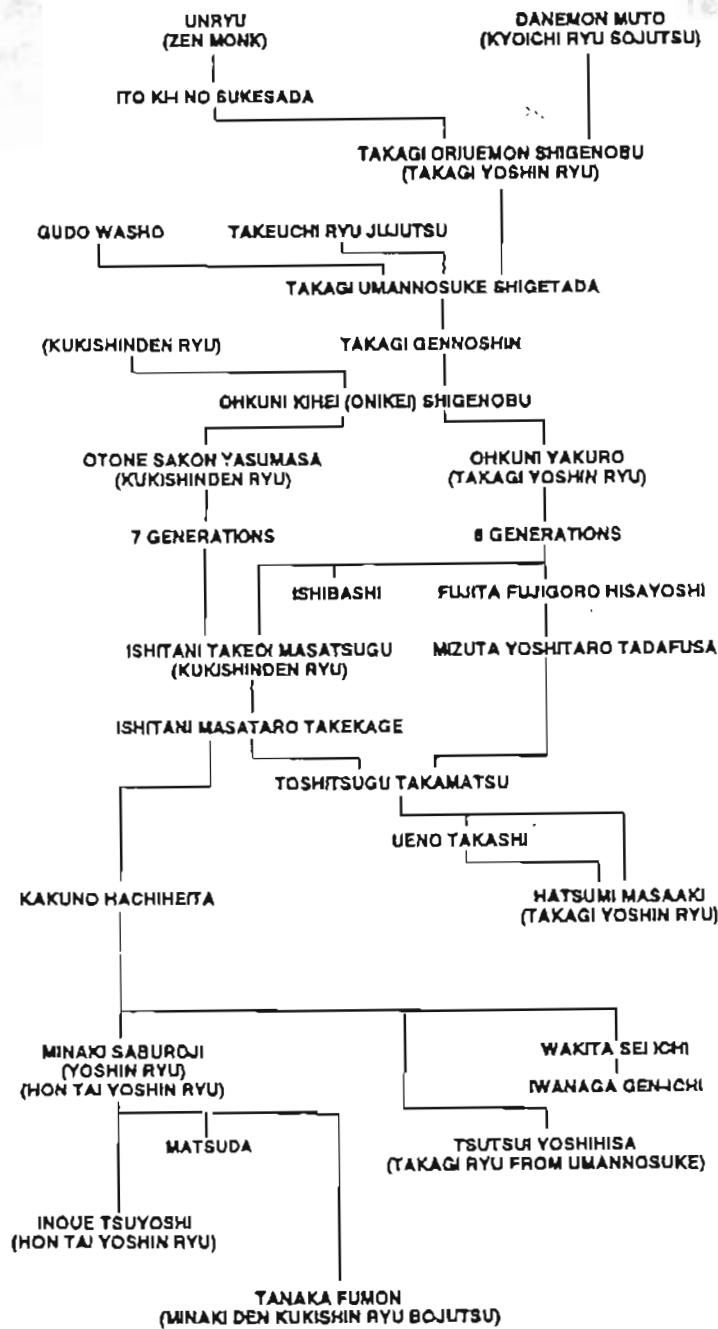 UNRYU
(ZEN MONK)
DANEMON MUTO
(KYOICHI RYU SOJUTSU)
ITO KII NO SUKESADA
TAKAGI ORIUEMON SHIGENOBU
(TAKAGI YOSHIN RYU)
GUDO WASHO
TAKEUCHI RYU JUJUTSU
TAKAGI UMANNOSUKE SHIGETADA
(KUKISHINDEN RYU)
TAKAGI GENNOSHIN
OHKUNI KIHEI (ONIKEI) SHIGENOBU
OTONE SAKON YASUMASA
(KUKISHINDEN RYU)
OHKUNI YAKURO
(TAKAGI YOSHIN RYU)
7 GENERATIONS
GENERATIONS
ISHIBASHI
FUJITA FUJIGORO HISAYOSHI
ISHITANI TAKEOI MASATSUGU
(KUKISHINDEN RYU)
MIZUTA YOSHITARO TADAFUSA
ISHITANI MASATARO TAKEKAGE
TOSHITSUGU TAKAMATSU
UENO TAKASHI
KAKUNO HACHIHEITA
HATSUMI MASAAKI
(TAKAGI YOSHIN RYU)
MINAKI SABUROJI
(YOSHIN RYU)
(HON TAI YOSHIN RYU)
WAKITA SEI ICHI
IWANAGA GEN-ICHI
MATSUDA
TSUTSUI YOSHIHISA
(TAKAGI RYU FROM UMANNOSUKE)
INOUE TSUYOSHI
(HON TAI YOSHIN RYU)
TANAKA FUMON
(MINAKI DEN KUKISHIN RYU BOJUTSU)